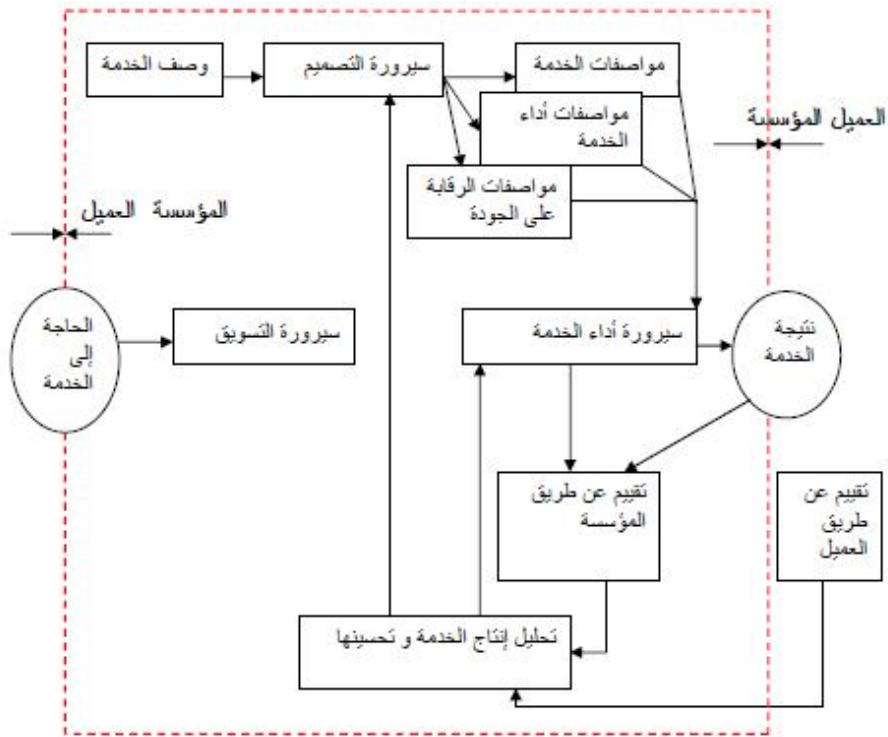 وصف الخدمة
سيرورة التصميم
مواصفات الخدمة
مواصفات أداء
الخدمة
مواصفات الرقابة
على الجودة
العميل المؤسسة
المؤسسة العميل
الحاجة
إلى
الخدمة
سيرورة التسويق
سيرورة أداء الخدمة
نتيجة
الخدمة
تقييم عن طريق
المؤسسة
تقييم عن
طريق
العميل
تحليل إنتاج الخدمة و تحسينها